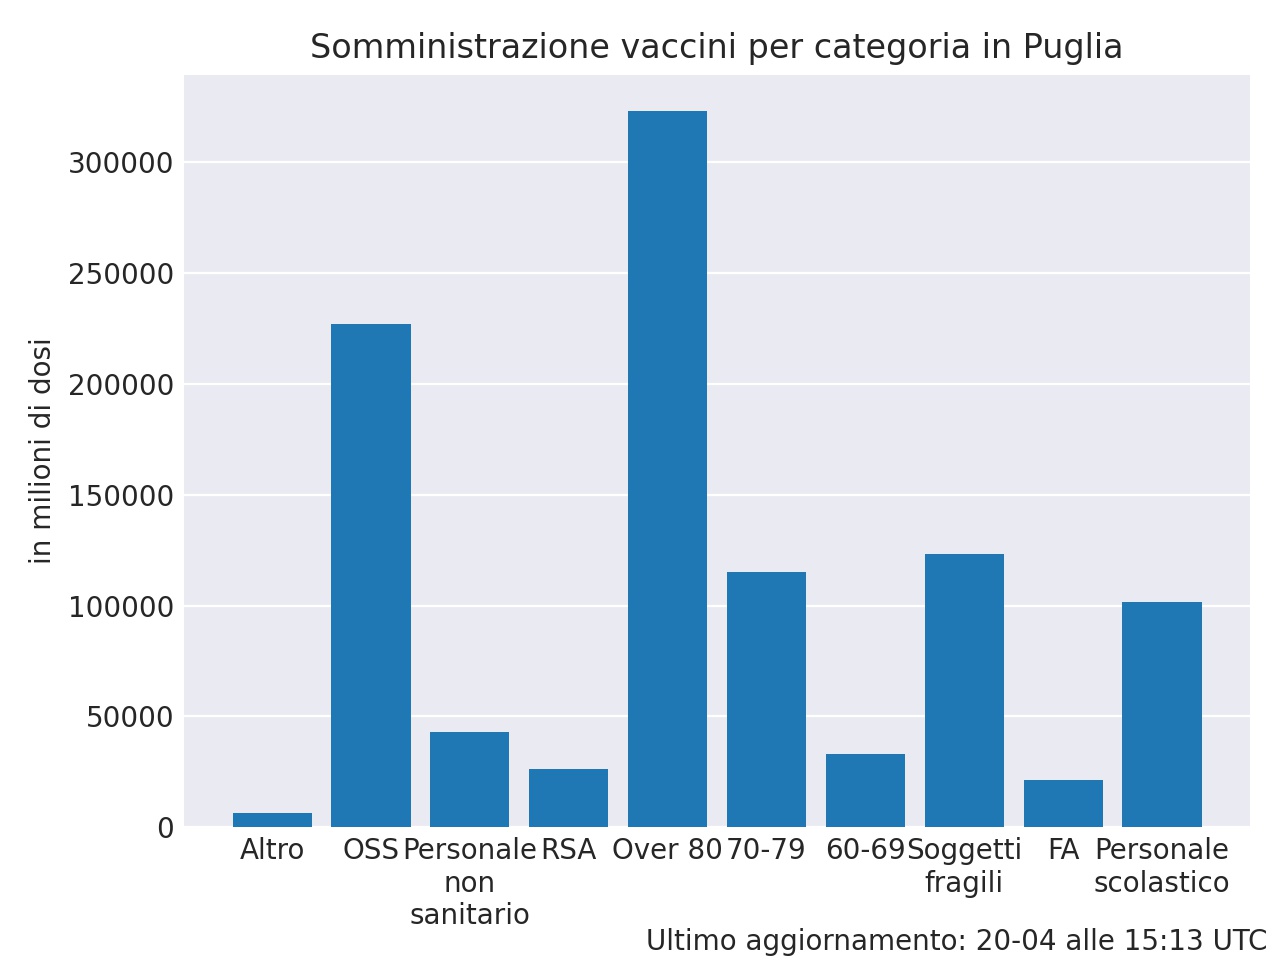 Somministrazione vaccini per categoria in Puglia
in milioni di dosi
300000
250000
200000
150000
100000
50000
0
Altro
OSS
Personale
non
sanitario
RSA
Over 80
70-79
60-69
Soggetti
fragili
FA
Personale
scolastico
Ultimo aggiornamento: 20-04 alle 15:13 UTC